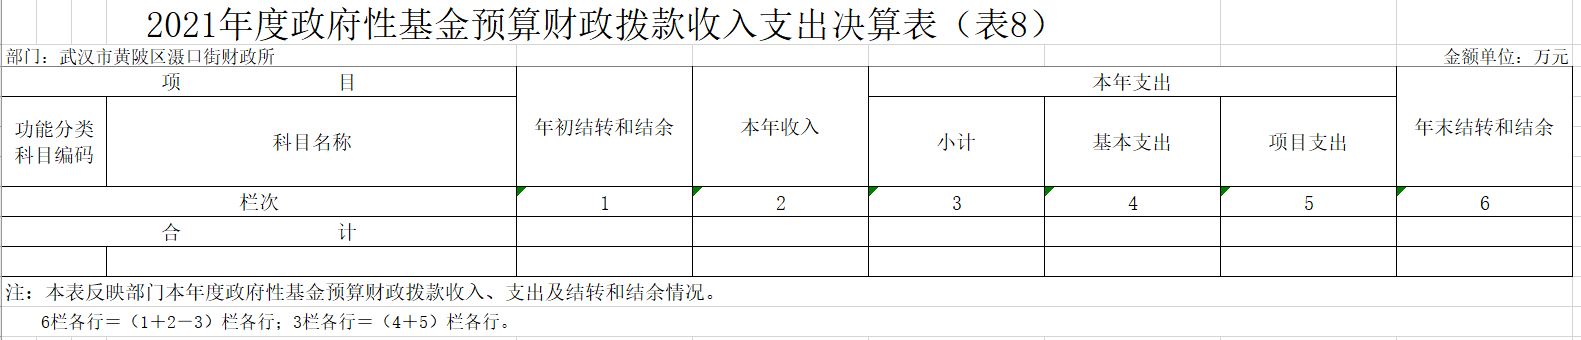 2021年度政府性基金预算财政拨款收入支出决算表（表8）
部门：武汉市黄陂区滠口街财政所 金额单位：万元
项 目 年初结转和结余 本年收入 本年支出 年末结转和结余
功能分类科目编码 科目名称 小计 基本支出 项目支出
栏次 1 2 3 4 5 6
合 计
注：本表反映部门本年度政府性基金预算财政拨款收入、支出及结转和结余情况。
6栏各行＝（1＋2－3）栏各行；3栏各行＝（4＋5）栏各行。